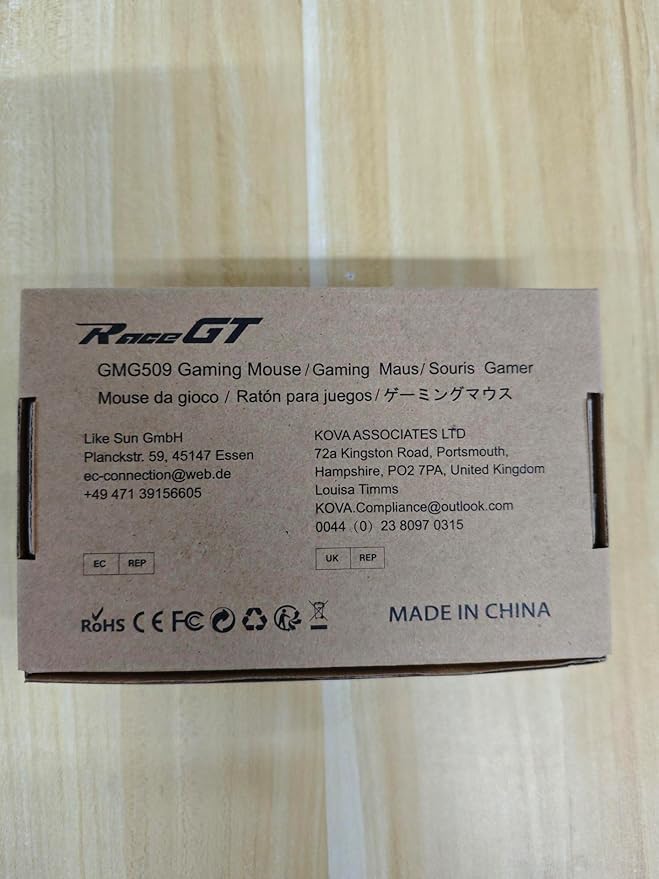 RaceGT
GMG509 Gaming Mouse / Gaming Maus / Souris Gamer
Mouse da gioco / Ratón para juegos / ゲーミングマウス
Like Sun GmbH
Planckstr. 59, 45147 Essen
ec-connection@web.de
+49 471 39156605
EC REP
KOVA ASSOCIATES LTD
72a Kingston Road, Portsmouth,
Hampshire, PO2 7PA, United Kingdom
Louisa Timms
KOVA.Compliance@outlook.com
0044（0）23 8097 0315
UK REP
RoHS CE FC
MADE IN CHINA